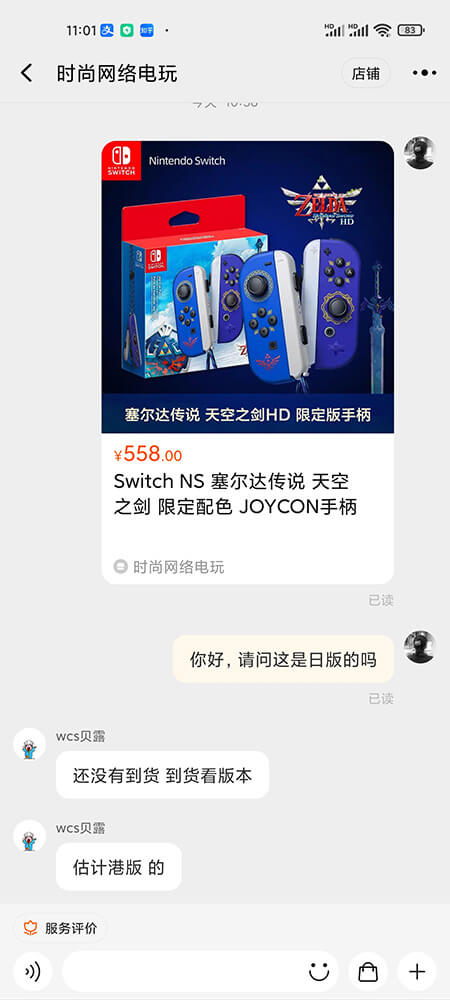 11:01
HD
HD
83
时尚网络电玩
店铺
今天 10:58
Nintendo Switch
NINTENDO
SWITCH
ZELDA
HD
塞尔达传说 天空之剑HD 限定版手柄
¥558.00
Switch NS 塞尔达传说 天空
之剑 限定配色 JOYCON手柄
时尚网络电玩
已读
你好，请问这是日版的吗
已读
wcs贝露
还没有到货 到货看版本
wcs贝露
估计港版 的
服务评价